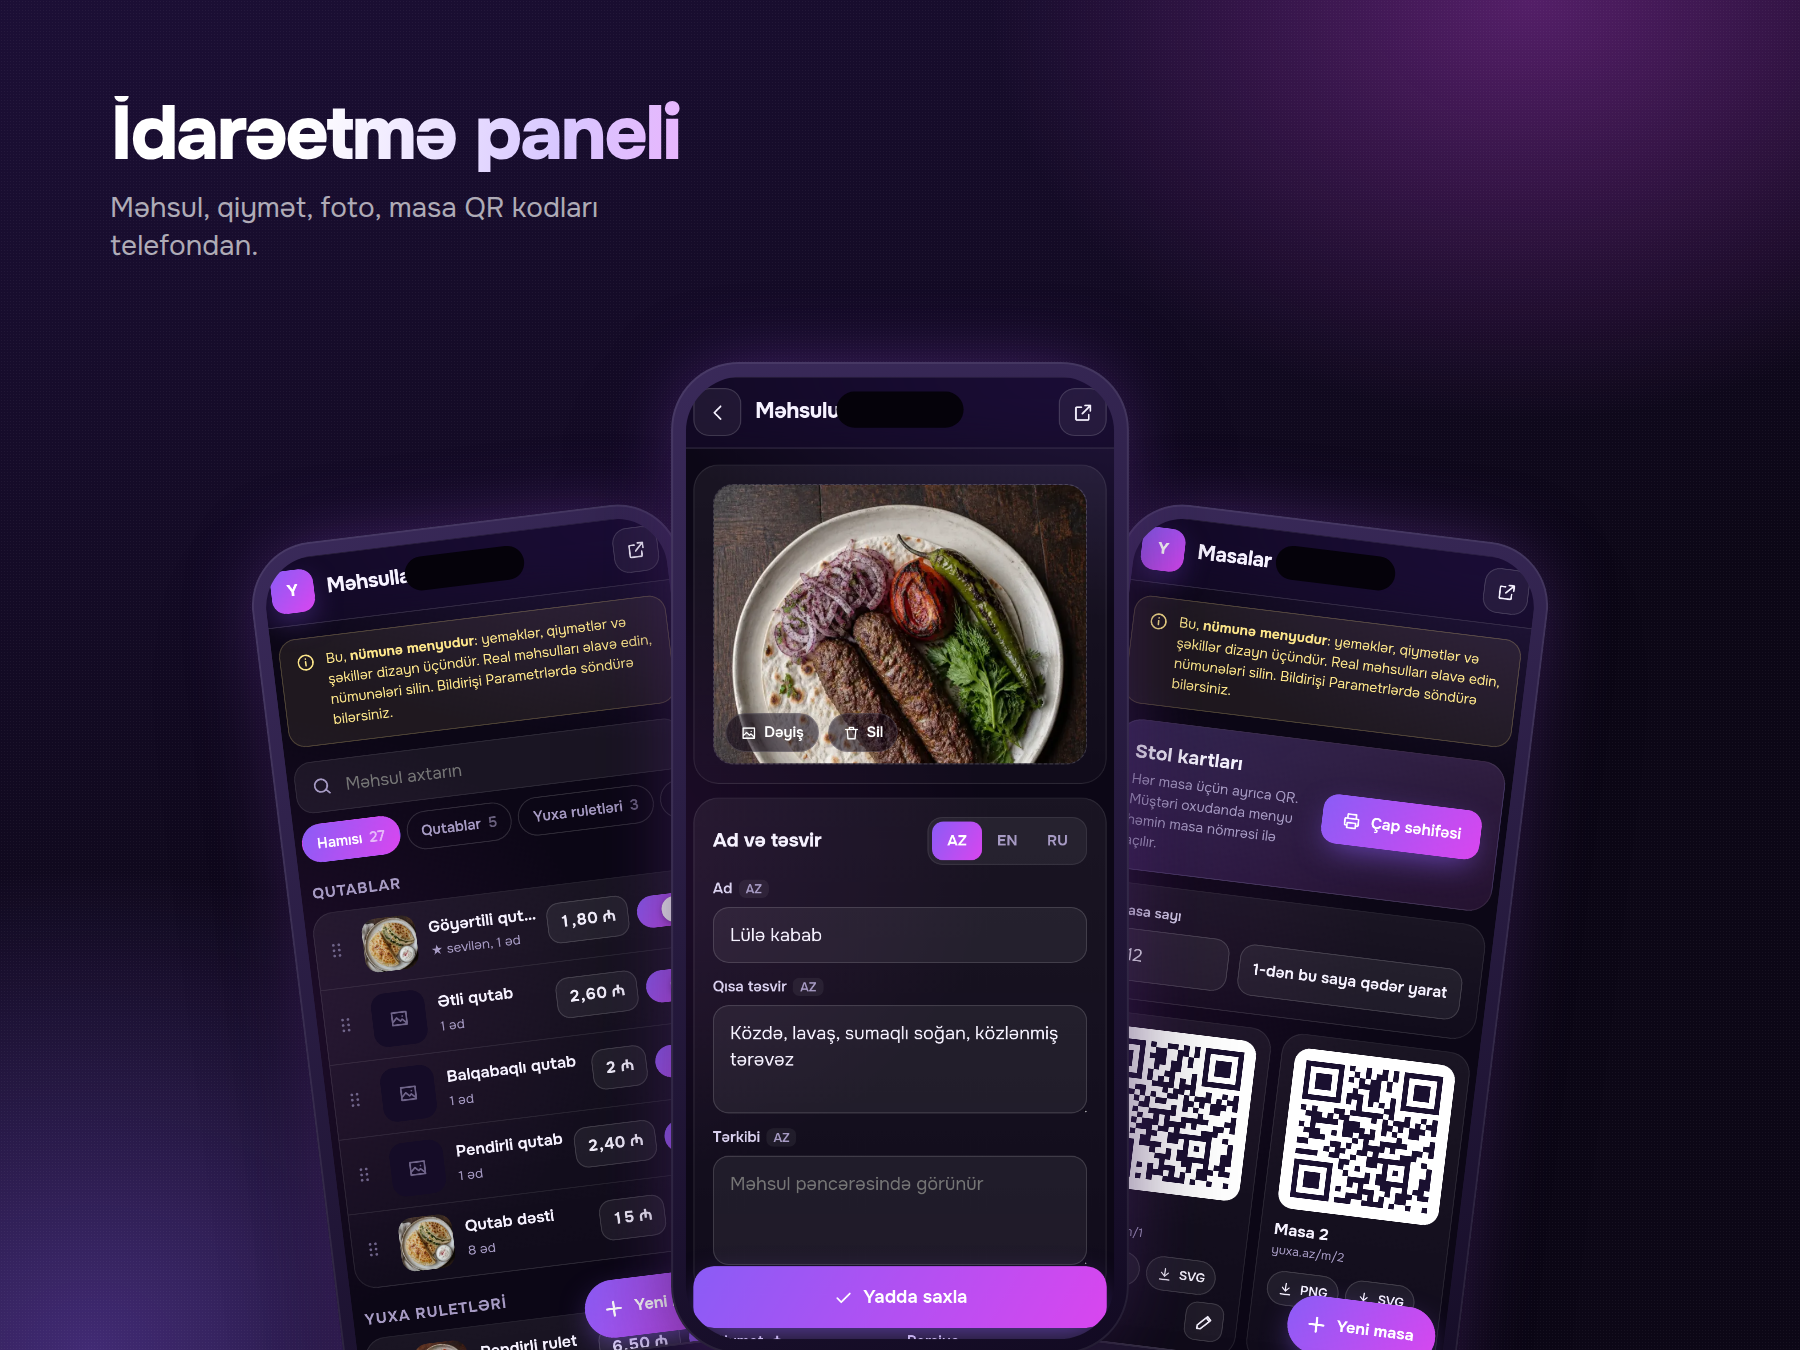 İdarəetmə paneli
Məhsul, qiymət, foto, masa QR kodları
telefondan.
Y
Məhsulla
Bu, nümunə menyudur: yeməklər, qiymətlər və
şəkillər dizayn üçündür. Real məhsulları əlavə edin,
nümunələri silin. Bildirişi Parametrlərdə söndürə
bilərsiniz.
Məhsul axtarın
Hamısı 27
Qutablar 5
Yuxa ruletləri 3
QUTABLAR
Göyərtili qut...
★ sevilən, 1 əd
1,80 ₼
Ətli qutab
1 əd
2,60 ₼
Balqabaqlı qutab
1 əd
2 ₼
Pendirli qutab
1 əd
2,40 ₼
Qutab dəsti
8 əd
15 ₼
YUXA RULETLƏRİ
Yeni
Pendirli rulet
6,50 ₼
Məhsulu
Dəyiş
Sil
Ad və təsvir
AZ EN RU
Ad AZ
Lülə kabab
Qısa təsvir AZ
Közdə, lavaş, sumaqlı soğan, közlənmiş
tərəvəz
Tərkibi AZ
Məhsul pəncərəsində görünür
Yadda saxla
Y
Masalar
Bu, nümunə menyudur: yeməklər, qiymətlər və
şəkillər dizayn üçündür. Real məhsulları əlavə edin,
nümunələri silin. Bildirişi Parametrlərdə söndürə
bilərsiniz.
Stol kartları
Hər masa üçün ayrıca QR.
Müştəri oxudanda menyu
həmin masa nömrəsi ilə
açılır.
Çap səhifəsi
asa sayı
12
1-dən bu saya qədər yarat
m/1
SVG
Masa 2
yuxa.az/m/2
PNG
SVG
Yeni masa